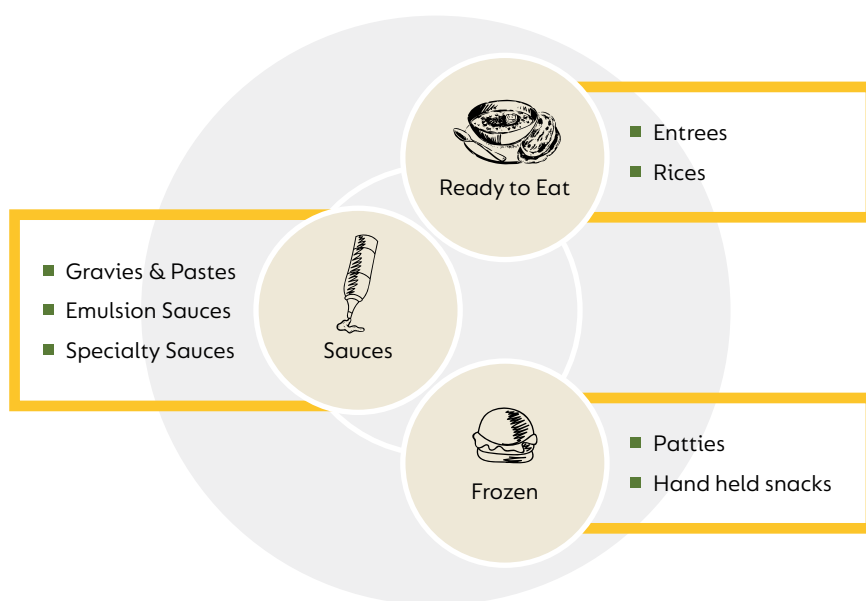 Ready to Eat
Entrees
Rices
Gravies & Pastes
Emulsion Sauces
Specialty Sauces
Sauces
Frozen
Patties
Hand held snacks